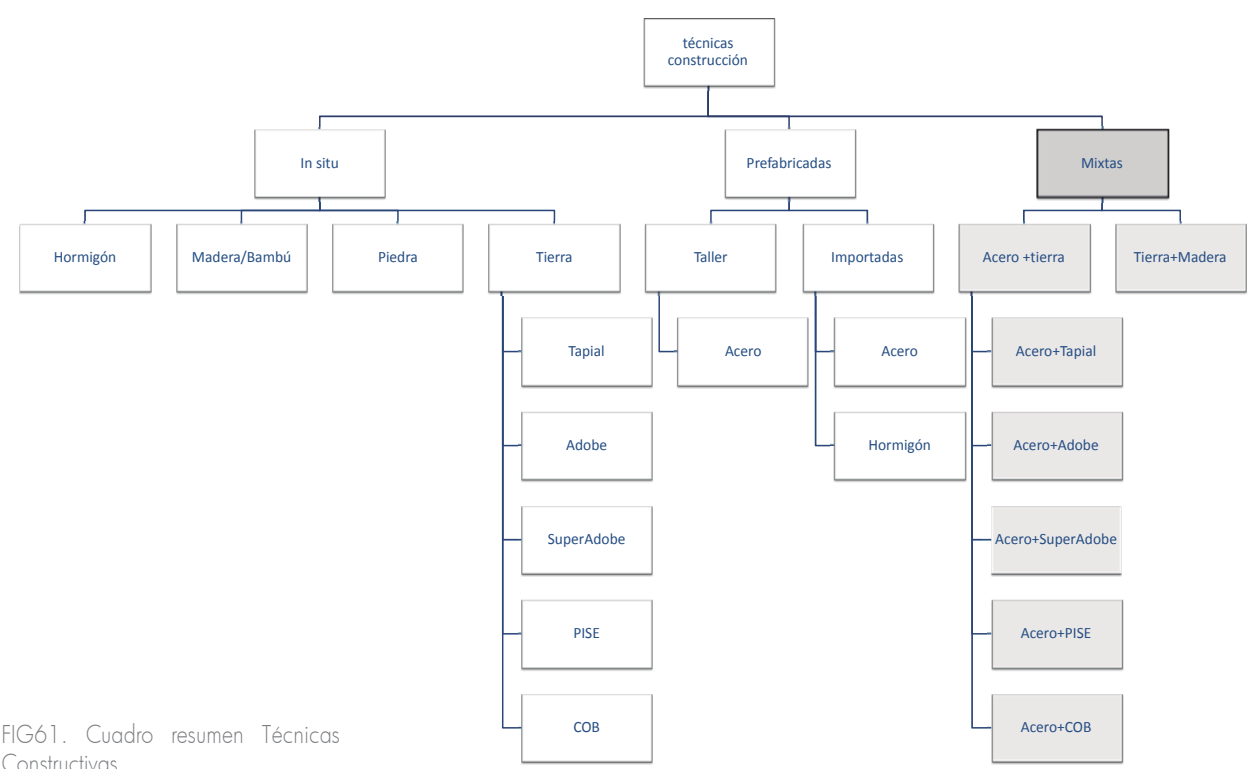 técnicas
construcción
In situ
Prefabricadas
Mixtas
Hormigón
Madera/Bambú
Piedra
Tierra
Taller
Importadas
Acero +tierra
Tierra+Madera
Tapial
Acero
Acero
Acero+Tapial
Adobe
Hormigón
Acero+Adobe
SuperAdobe
Acero+SuperAdobe
PISE
Acero+PISE
COB
Acero+COB
FIG61. Cuadro resumen Técnicas
Constructivas